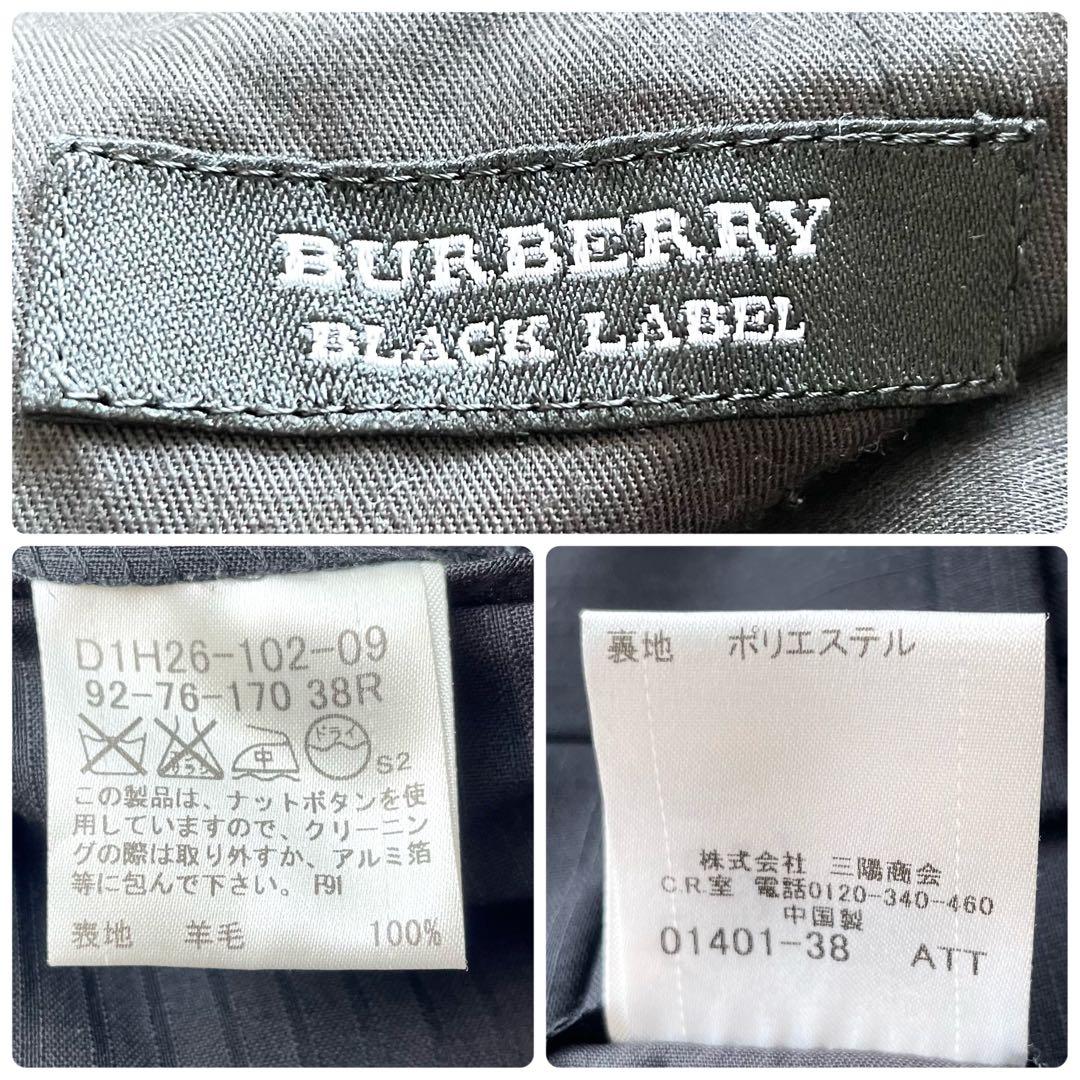 BURBERRY
BLACK LABEL
D1H26-102-09
92-76-170 38R
中 ドライ S2
この製品は、ナットボタンを使
用していますので、クリーニン
グの際は取り外すか、アルミ箔
等に包んで下さい。 F91
表地 羊毛 100%
裏地 ポリエステル
株式会社 三陽商会
C.R.室 電話0120-340-460
中国製
01401-38 ATT